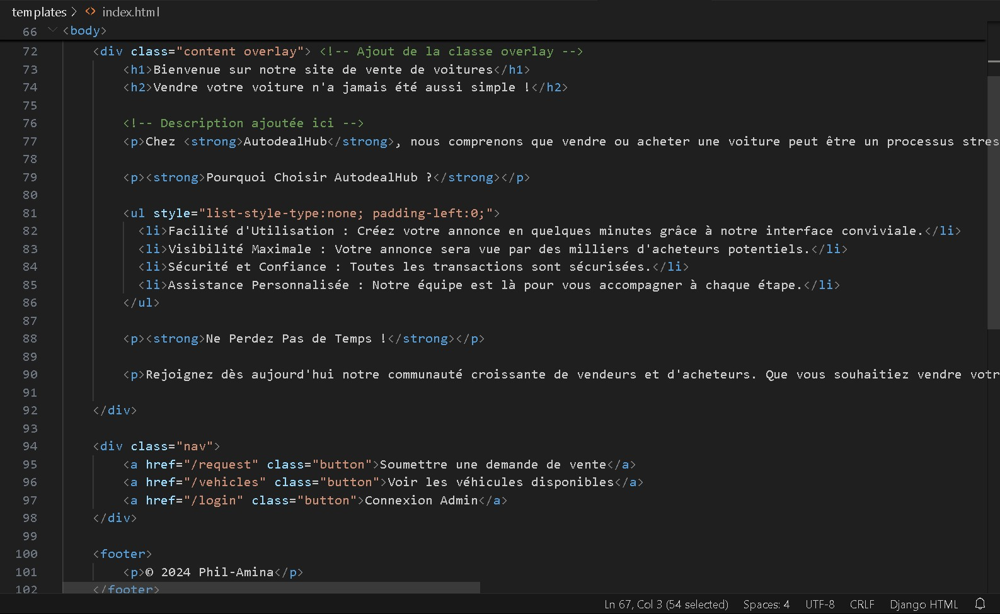 templates > <> index.html
66 <body>
72 <div class="content overlay"> <!-- Ajout de la classe overlay -->
73 <h1>Bienvenue sur notre site de vente de voitures</h1>
74 <h2>Vendre votre voiture n'a jamais été aussi simple !</h2>
75
76 <!-- Description ajoutée ici -->
77 <p>Chez <strong>AutodealHub</strong>, nous comprenons que vendre ou acheter une voiture peut être un processus stres
78
79 <p><strong>Pourquoi Choisir AutodealHub ?</strong></p>
80
81 <ul style="list-style-type:none; padding-left:0;">
82 <li>Facilité d'Utilisation : Créez votre annonce en quelques minutes grâce à notre interface conviviale.</li>
83 <li>Visibilité Maximale : Votre annonce sera vue par des milliers d'acheteurs potentiels.</li>
84 <li>Sécurité et Confiance : Toutes les transactions sont sécurisées.</li>
85 <li>Assistance Personnalisée : Notre équipe est là pour vous accompagner à chaque étape.</li>
86 </ul>
87
88 <p><strong>Ne Perdez Pas de Temps !</strong></p>
89
90 <p>Rejoignez dès aujourd'hui notre communauté croissante de vendeurs et d'acheteurs. Que vous souhaitiez vendre votr
91
92 </div>
93
94 <div class="nav">
95 <a href="/request" class="button">Soumettre une demande de vente</a>
96 <a href="/vehicles" class="button">Voir les véhicules disponibles</a>
97 <a href="/login" class="button">Connexion Admin</a>
98 </div>
99
100 <footer>
101 <p>© 2024 Phil-Amina</p>
102 </footer>
Ln 67, Col 3 (54 selected) Spaces: 4 UTF-8 CRLF Django HTML